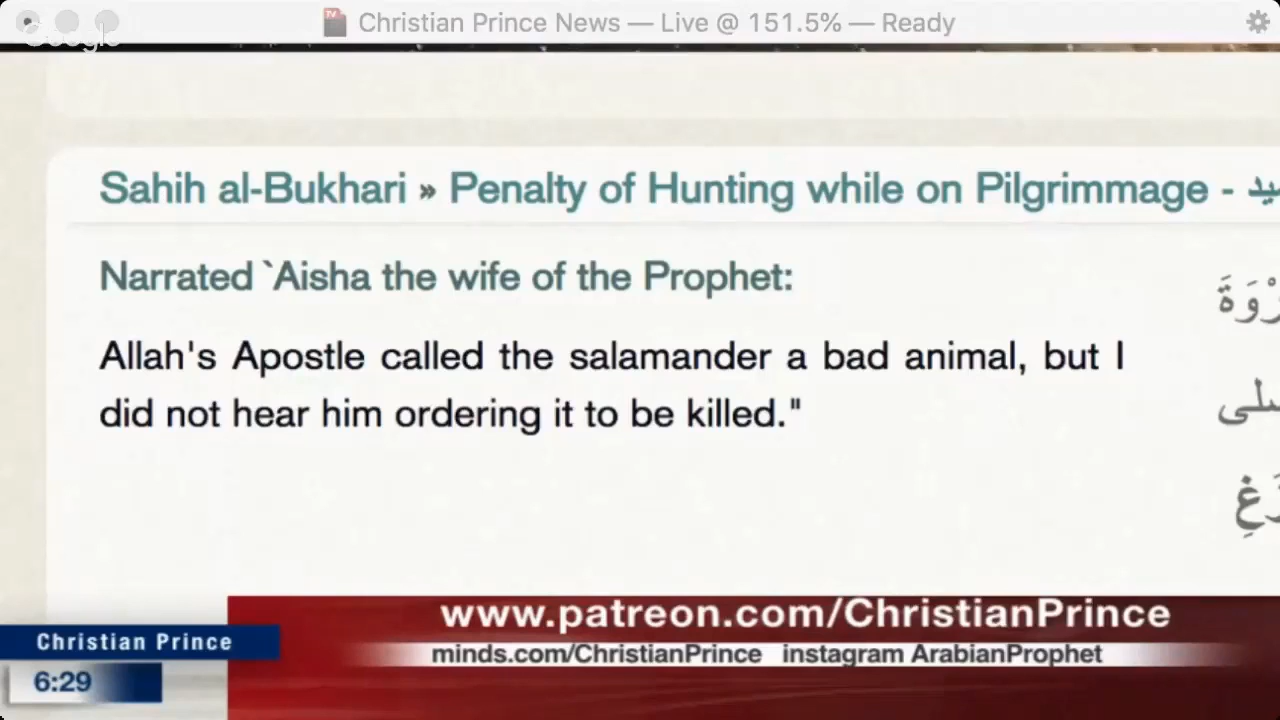 Christian Prince News — Live @ 151.5% — Ready
Google
Sahih al-Bukhari » Penalty of Hunting while on Pilgrimmage -
Narrated `Aisha the wife of the Prophet:
Allah's Apostle called the salamander a bad animal, but I
did not hear him ordering it to be killed."
www.patreon.com/ChristianPrince
Christian Prince
minds.com/ChristianPrince instagram ArabianProphet
6:29